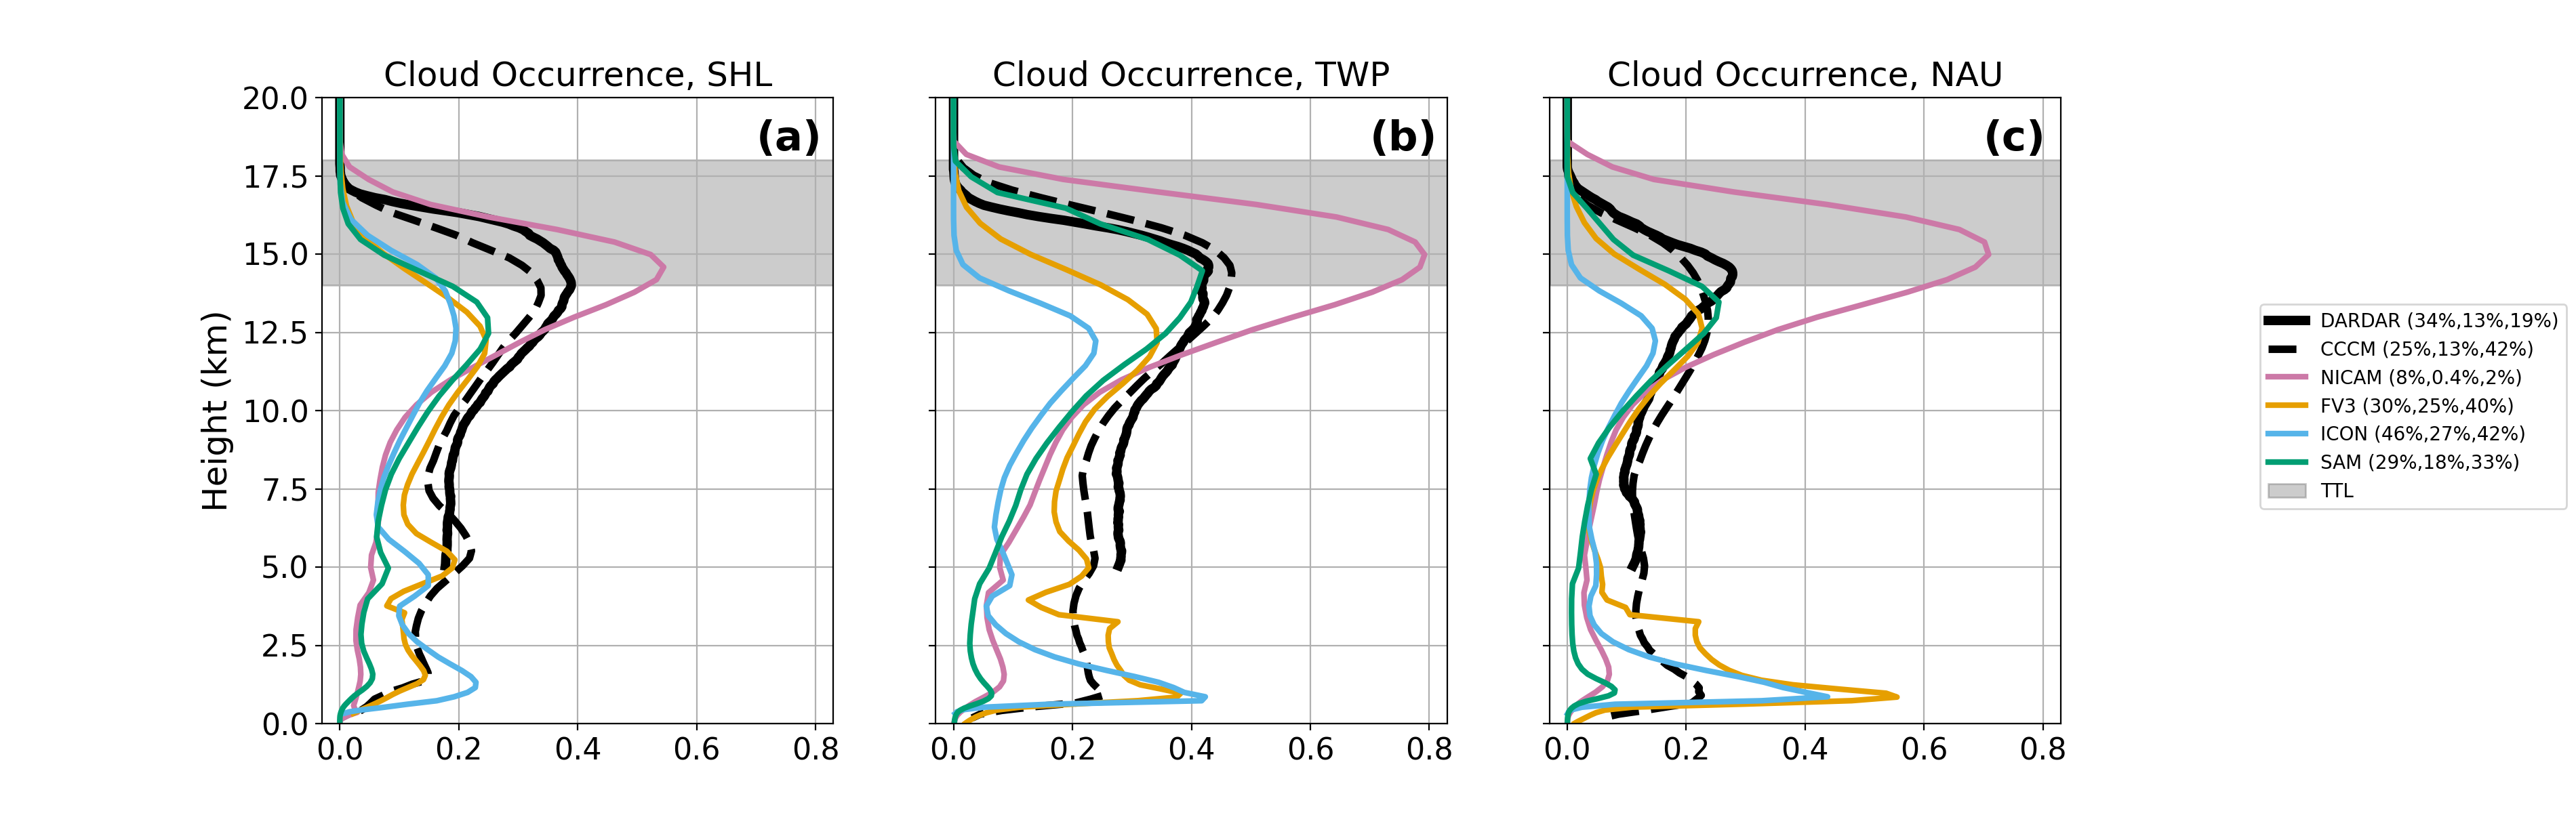 Cloud Occurrence, SHL
Cloud Occurrence, TWP
Cloud Occurrence, NAU
(a)
(b)
(c)
Height (km)
20.0
17.5
15.0
12.5
10.0
7.5
5.0
2.5
0.0
0.0 0.2 0.4 0.6 0.8
0.0 0.2 0.4 0.6 0.8
0.0 0.2 0.4 0.6 0.8
DARDAR (34%,13%,19%)
CCCM (25%,13%,42%)
NICAM (8%,0.4%,2%)
FV3 (30%,25%,40%)
ICON (46%,27%,42%)
SAM (29%,18%,33%)
TTL